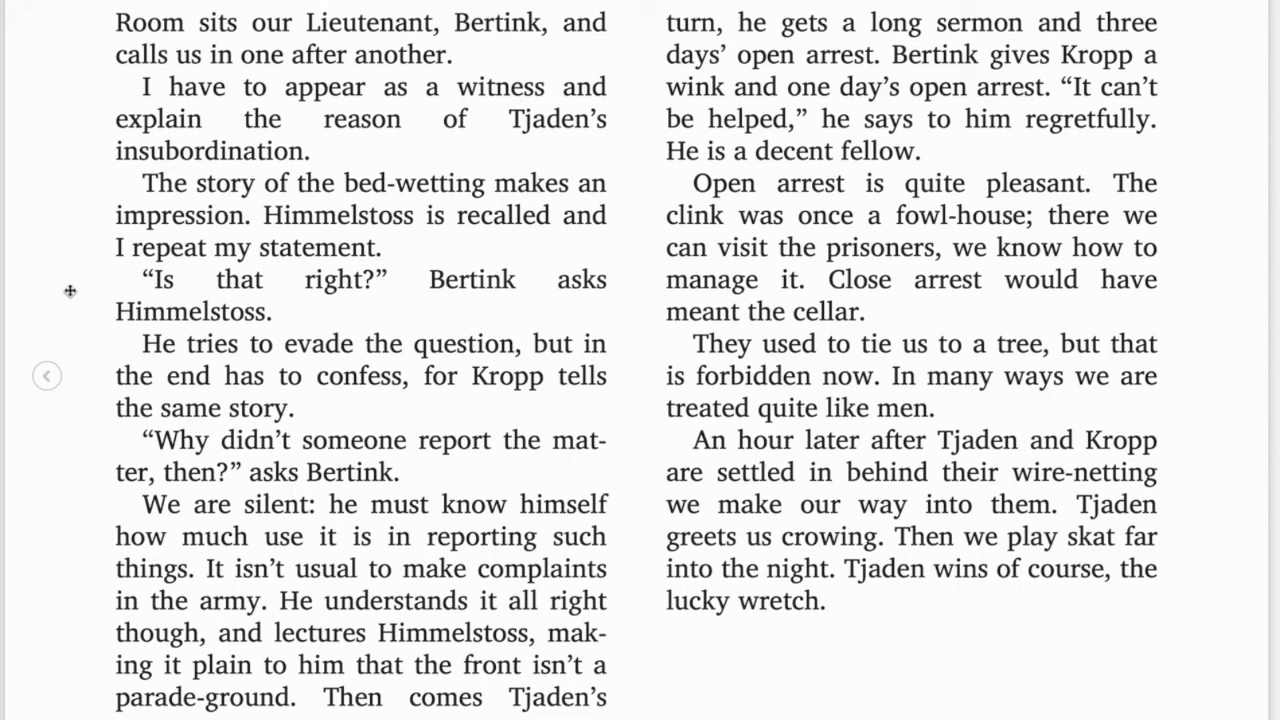 Room sits our Lieutenant, Bertink, and
calls us in one after another.
I have to appear as a witness and
explain the reason of Tjaden’s
insubordination.
The story of the bed-wetting makes an
impression. Himmelstoss is recalled and
I repeat my statement.
“Is that right?” Bertink asks
Himmelstoss.
He tries to evade the question, but in
the end has to confess, for Kropp tells
the same story.
“Why didn’t someone report the mat-
ter, then?” asks Bertink.
We are silent: he must know himself
how much use it is in reporting such
things. It isn’t usual to make complaints
in the army. He understands it all right
though, and lectures Himmelstoss, mak-
ing it plain to him that the front isn’t a
parade-ground. Then comes Tjaden’s
turn, he gets a long sermon and three
days’ open arrest. Bertink gives Kropp a
wink and one day’s open arrest. “It can’t
be helped,” he says to him regretfully.
He is a decent fellow.
Open arrest is quite pleasant. The
clink was once a fowl-house; there we
can visit the prisoners, we know how to
manage it. Close arrest would have
meant the cellar.
They used to tie us to a tree, but that
is forbidden now. In many ways we are
treated quite like men.
An hour later after Tjaden and Kropp
are settled in behind their wire-netting
we make our way into them. Tjaden
greets us crowing. Then we play skat far
into the night. Tjaden wins of course, the
lucky wretch.